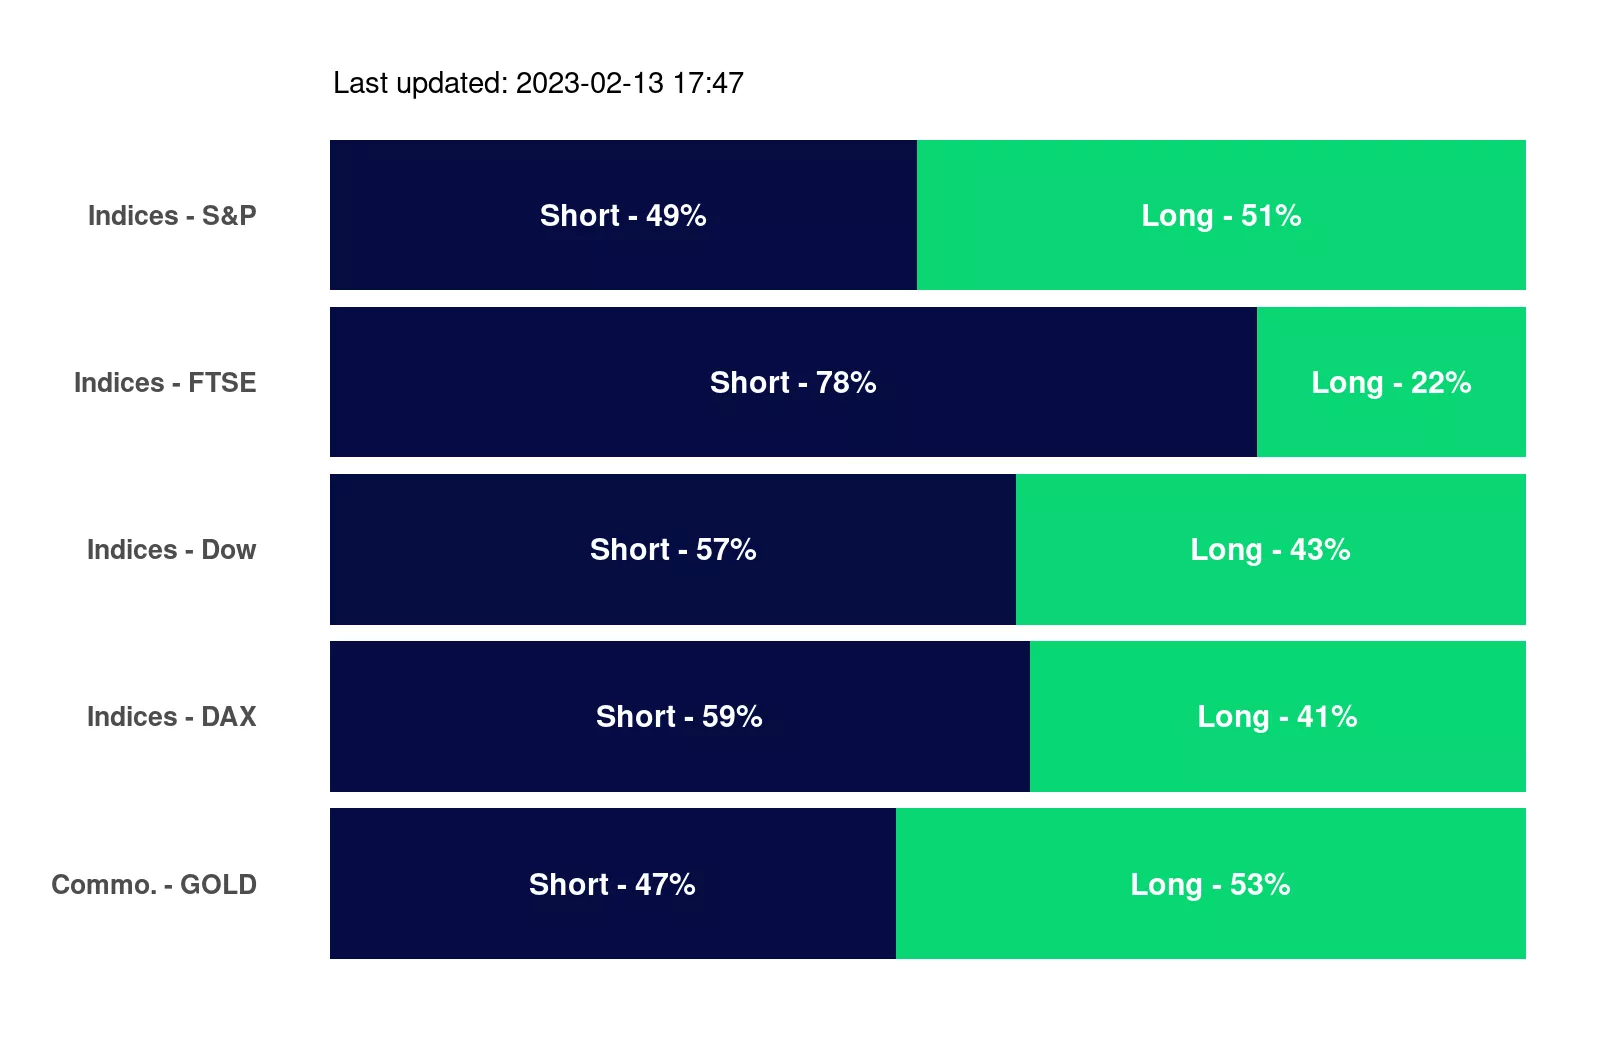 Last updated: 2023-02-13 17:47
Indices - S&P Short - 49% Long - 51%
Indices - FTSE Short - 78% Long - 22%
Indices - Dow Short - 57% Long - 43%
Indices - DAX Short - 59% Long - 41%
Commo. - GOLD Short - 47% Long - 53%